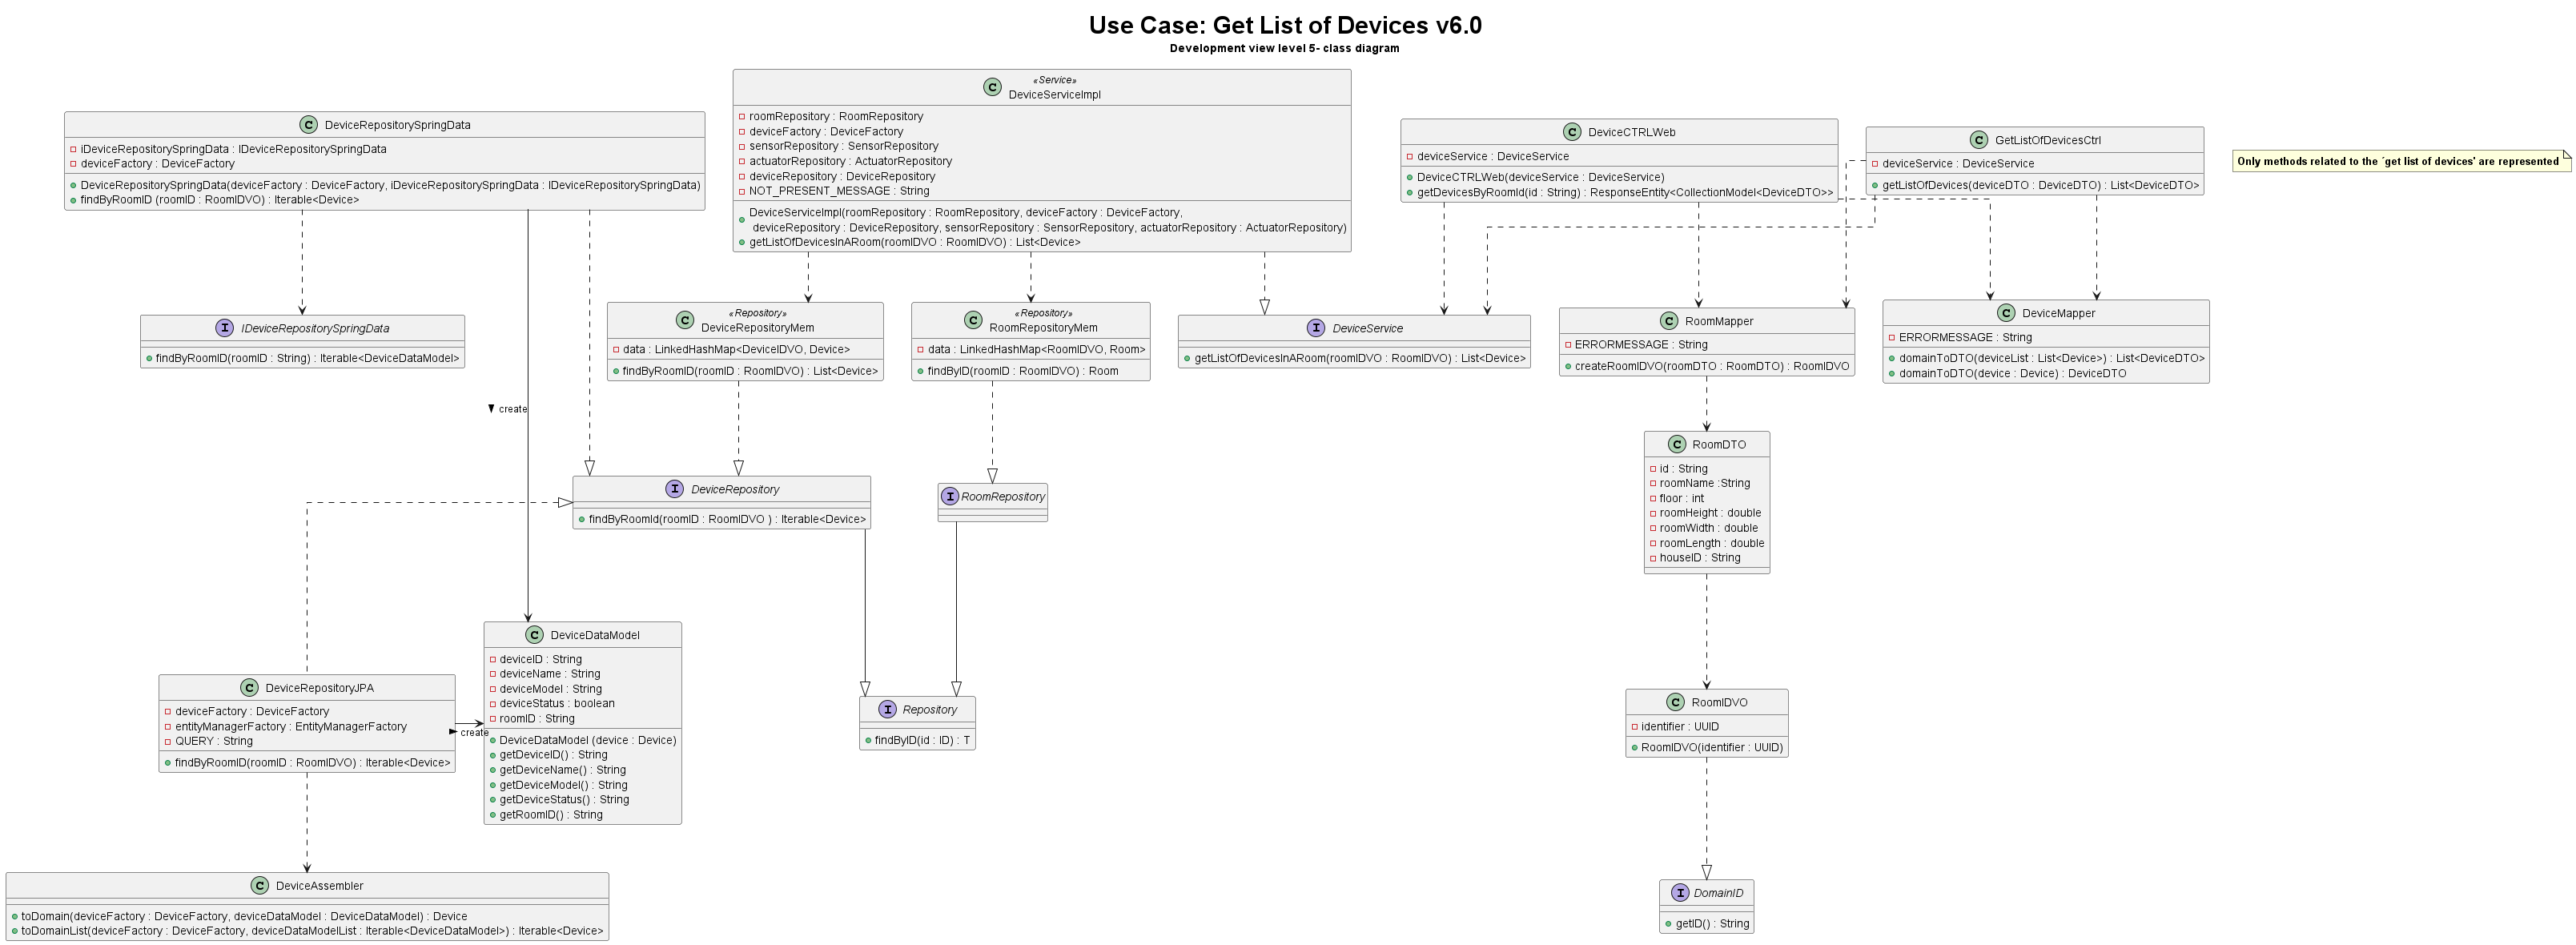 Use Case: Get List of Devices v6.0
Development view level 5- class diagram
«Service»
DeviceServiceImpl
roomRepository : RoomRepository
deviceFactory : DeviceFactory
sensorRepository : SensorRepository
actuatorRepository : ActuatorRepository
deviceRepository : DeviceRepository
NOT_PRESENT_MESSAGE : String
DeviceServiceImpl(roomRepository : RoomRepository, deviceFactory : DeviceFactory,
deviceRepository : DeviceRepository, sensorRepository : SensorRepository, actuatorRepository : ActuatorRepository)
getListOfDevicesInARoom(roomIDVO : RoomIDVO) : List<Device>
DeviceRepositorySpringData
iDeviceRepositorySpringData : IDeviceRepositorySpringData
deviceFactory : DeviceFactory
DeviceRepositorySpringData(deviceFactory : DeviceFactory, iDeviceRepositorySpringData : IDeviceRepositorySpringData)
findByRoomID (roomID : RoomIDVO) : Iterable<Device>
DeviceCTRLWeb
deviceService : DeviceService
DeviceCTRLWeb(deviceService : DeviceService)
getDevicesByRoomId(id : String) : ResponseEntity<CollectionModel<DeviceDTO>>
GetListOfDevicesCtrl
deviceService : DeviceService
getListOfDevices(deviceDTO : DeviceDTO) : List<DeviceDTO>
Only methods related to the ´get list of devices' are represented
IDeviceRepositorySpringData
findByRoomID(roomID : String) : Iterable<DeviceDataModel>
«Repository»
DeviceRepositoryMem
data : LinkedHashMap<DeviceIDVO, Device>
findByRoomID(roomID : RoomIDVO) : List<Device>
«Repository»
RoomRepositoryMem
data : LinkedHashMap<RoomIDVO, Room>
findByID(roomID : RoomIDVO) : Room
DeviceService
getListOfDevicesInARoom(roomIDVO : RoomIDVO) : List<Device>
RoomMapper
ERRORMESSAGE : String
createRoomIDVO(roomDTO : RoomDTO) : RoomIDVO
DeviceMapper
ERRORMESSAGE : String
domainToDTO(deviceList : List<Device>) : List<DeviceDTO>
domainToDTO(device : Device) : DeviceDTO
create
RoomDTO
id : String
roomName :String
floor : int
roomHeight : double
roomWidth : double
roomLength : double
houseID : String
DeviceRepository
findByRoomId(roomID : RoomIDVO ) : Iterable<Device>
RoomRepository
DeviceDataModel
deviceID : String
deviceName : String
deviceModel : String
deviceStatus : boolean
roomID : String
DeviceDataModel (device : Device)
getDeviceID() : String
getDeviceName() : String
getDeviceModel() : String
getDeviceStatus() : String
getRoomID() : String
DeviceRepositoryJPA
deviceFactory : DeviceFactory
entityManagerFactory : EntityManagerFactory
QUERY : String
findByRoomID(roomID : RoomIDVO) : Iterable<Device>
create
Repository
findByID(id : ID) : T
RoomIDVO
identifier : UUID
RoomIDVO(identifier : UUID)
DeviceAssembler
toDomain(deviceFactory : DeviceFactory, deviceDataModel : DeviceDataModel) : Device
toDomainList(deviceFactory : DeviceFactory, deviceDataModelList : Iterable<DeviceDataModel>) : Iterable<Device>
DomainID
getID() : String